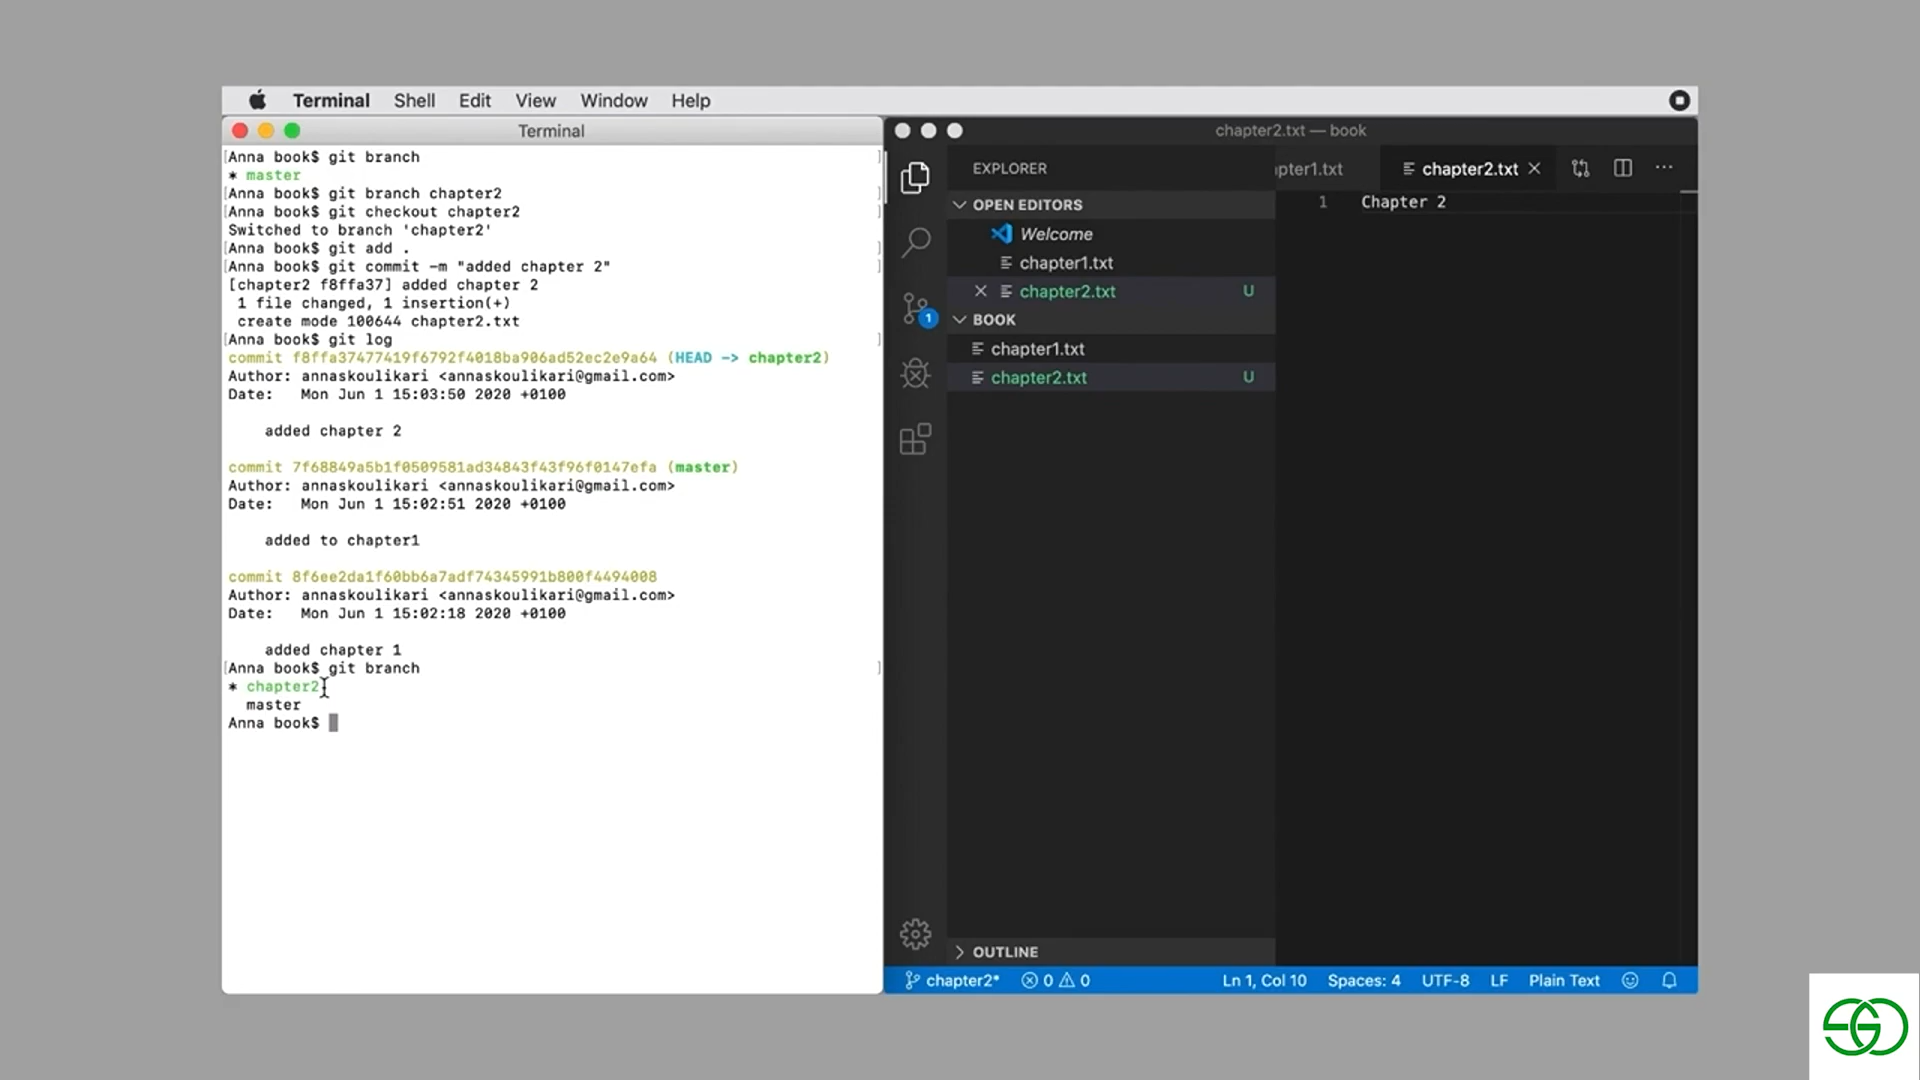 Terminal Shell Edit View Window Help
Terminal
[Anna book$ git branch ]
* master
[Anna book$ git branch chapter2 ]
[Anna book$ git checkout chapter2 ]
Switched to branch 'chapter2'
[Anna book$ git add . ]
[Anna book$ git commit -m "added chapter 2" ]
[chapter2 f8ffa37] added chapter 2
1 file changed, 1 insertion(+)
create mode 100644 chapter2.txt
[Anna book$ git log ]
commit f8ffa37477419f6792f4018ba906ad52ec2e9a64 (HEAD -> chapter2)
Author: annaskoulikari <annaskoulikari@gmail.com>
Date: Mon Jun 1 15:03:50 2020 +0100
added chapter 2
commit 7f68849a5b1f0509581ad34843f43f96f0147efa (master)
Author: annaskoulikari <annaskoulikari@gmail.com>
Date: Mon Jun 1 15:02:51 2020 +0100
added to chapter1
commit 8f6ee2da1f60bb6a7adf74345991b800f4494008
Author: annaskoulikari <annaskoulikari@gmail.com>
Date: Mon Jun 1 15:02:18 2020 +0100
added chapter 1
[Anna book$ git branch ]
* chapter2
master
Anna book$
chapter2.txt — book
EXPLORER
OPEN EDITORS
Welcome
chapter1.txt
chapter2.txt U
BOOK
chapter1.txt
chapter2.txt U
OUTLINE
1
pter1.txt chapter2.txt
1 Chapter 2
chapter2* 0 0 Ln 1, Col 10 Spaces: 4 UTF-8 LF Plain Text
SGO